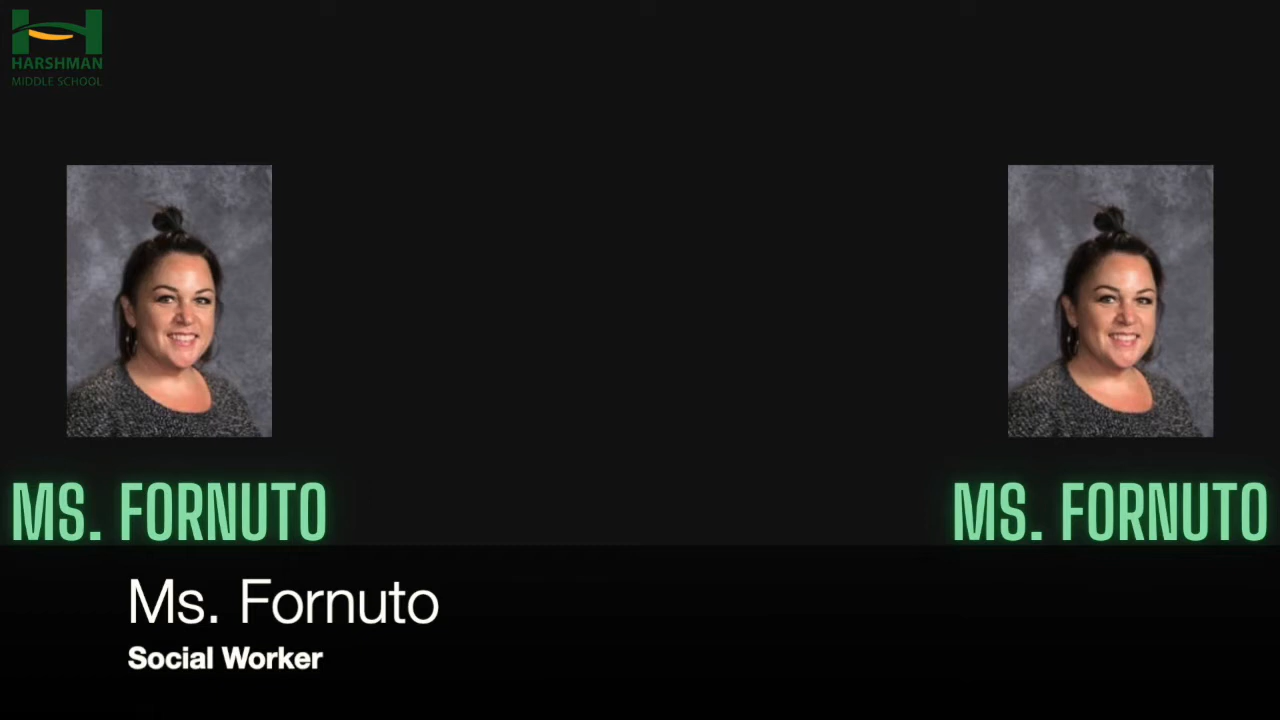 HARSHMAN
MIDDLE SCHOOL
MS. FORNUTO
MS. FORNUTO
Ms. Fornuto
Social Worker